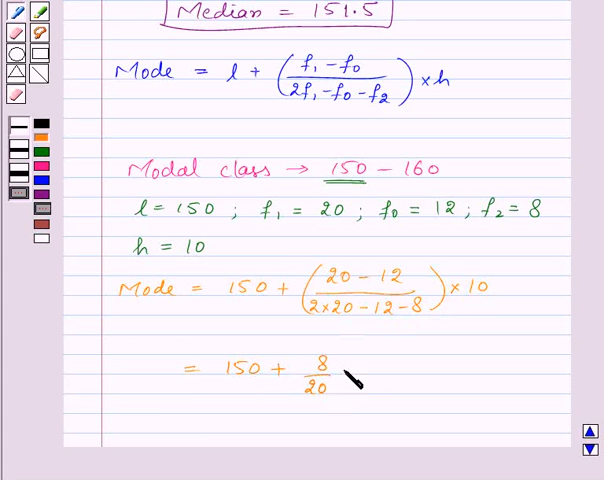 Median = 151.5
Mode = l + ( f₁ - f₀ / 2f₁ - f₀ - f₂ ) × h
Modal class → 150 - 160
l = 150 ; f₁ = 20 ; f₀ = 12 ; f₂ = 8
h = 10
Mode = 150 + ( 20 - 12 / 2×20 - 12 - 8 ) × 10
= 150 + 8/20